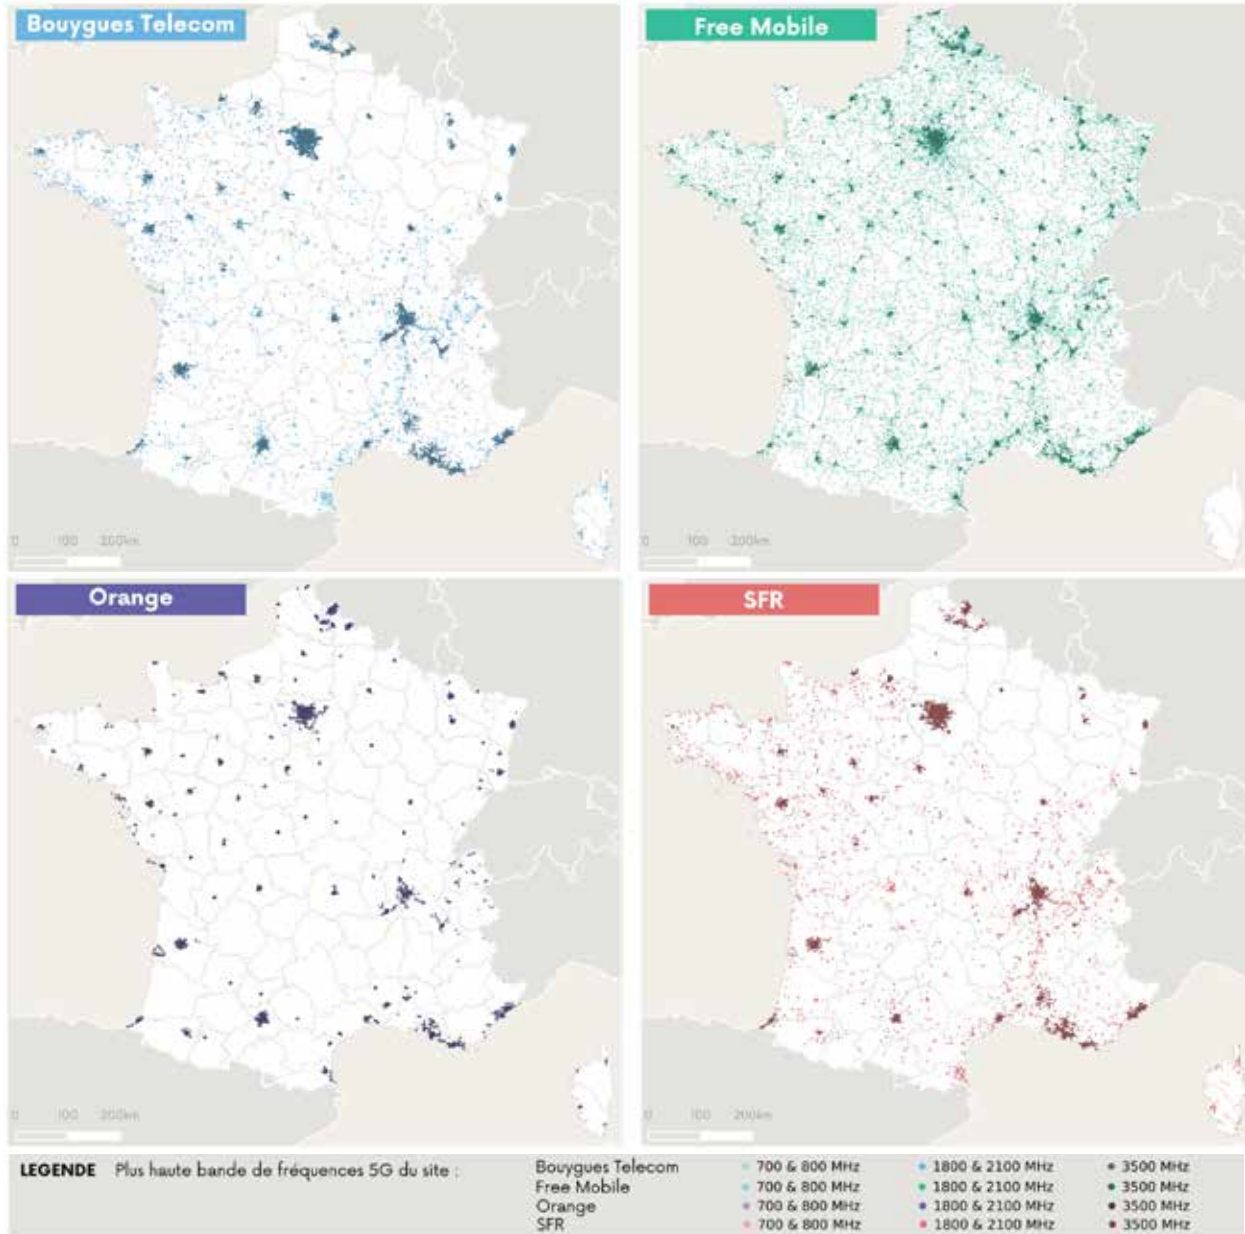 Bouygues Telecom
Free Mobile
0 100 200km
0 100 200km
Orange
SFR
0 100 200km
0 100 200km
LEGENDE Plus haute bande de fréquences 5G du site :
Bouygues Telecom 700 & 800 MHz 1800 & 2100 MHz 3500 MHz
Free Mobile 700 & 800 MHz 1800 & 2100 MHz 3500 MHz
Orange 700 & 800 MHz 1800 & 2100 MHz 3500 MHz
SFR 700 & 800 MHz 1800 & 2100 MHz 3500 MHz